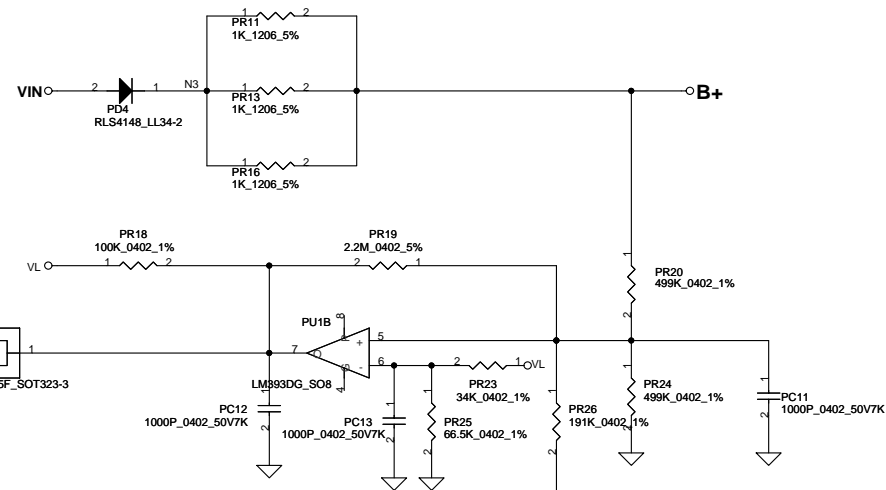 1 2
PR11
1K_1206_5%
VIN 2 1 N3 1 2 B+
PD4
RLS4148_LL34-2
PR13
1K_1206_5%
1 2
PR16
1K_1206_5%
PR18
100K_0402_1%
VL 1 2
PR19
2.2M_0402_5%
2 1
1
PR20
499K_0402_1%
2
PU1B
8
P
+ 5
1 7 O
- 6
G
4
5F_SOT323-3
LM393DG_SO8
2 1 VL
PR23
34K_0402_1%
1
PC12
1000P_0402_50V7K
2
1
PC13
1000P_0402_50V7K
2
1
PR25
66.5K_0402_1%
2
1
PR26
191K_0402_1%
2
1
PR24
499K_0402_1%
2
1
PC11
1000P_0402_50V7K
2